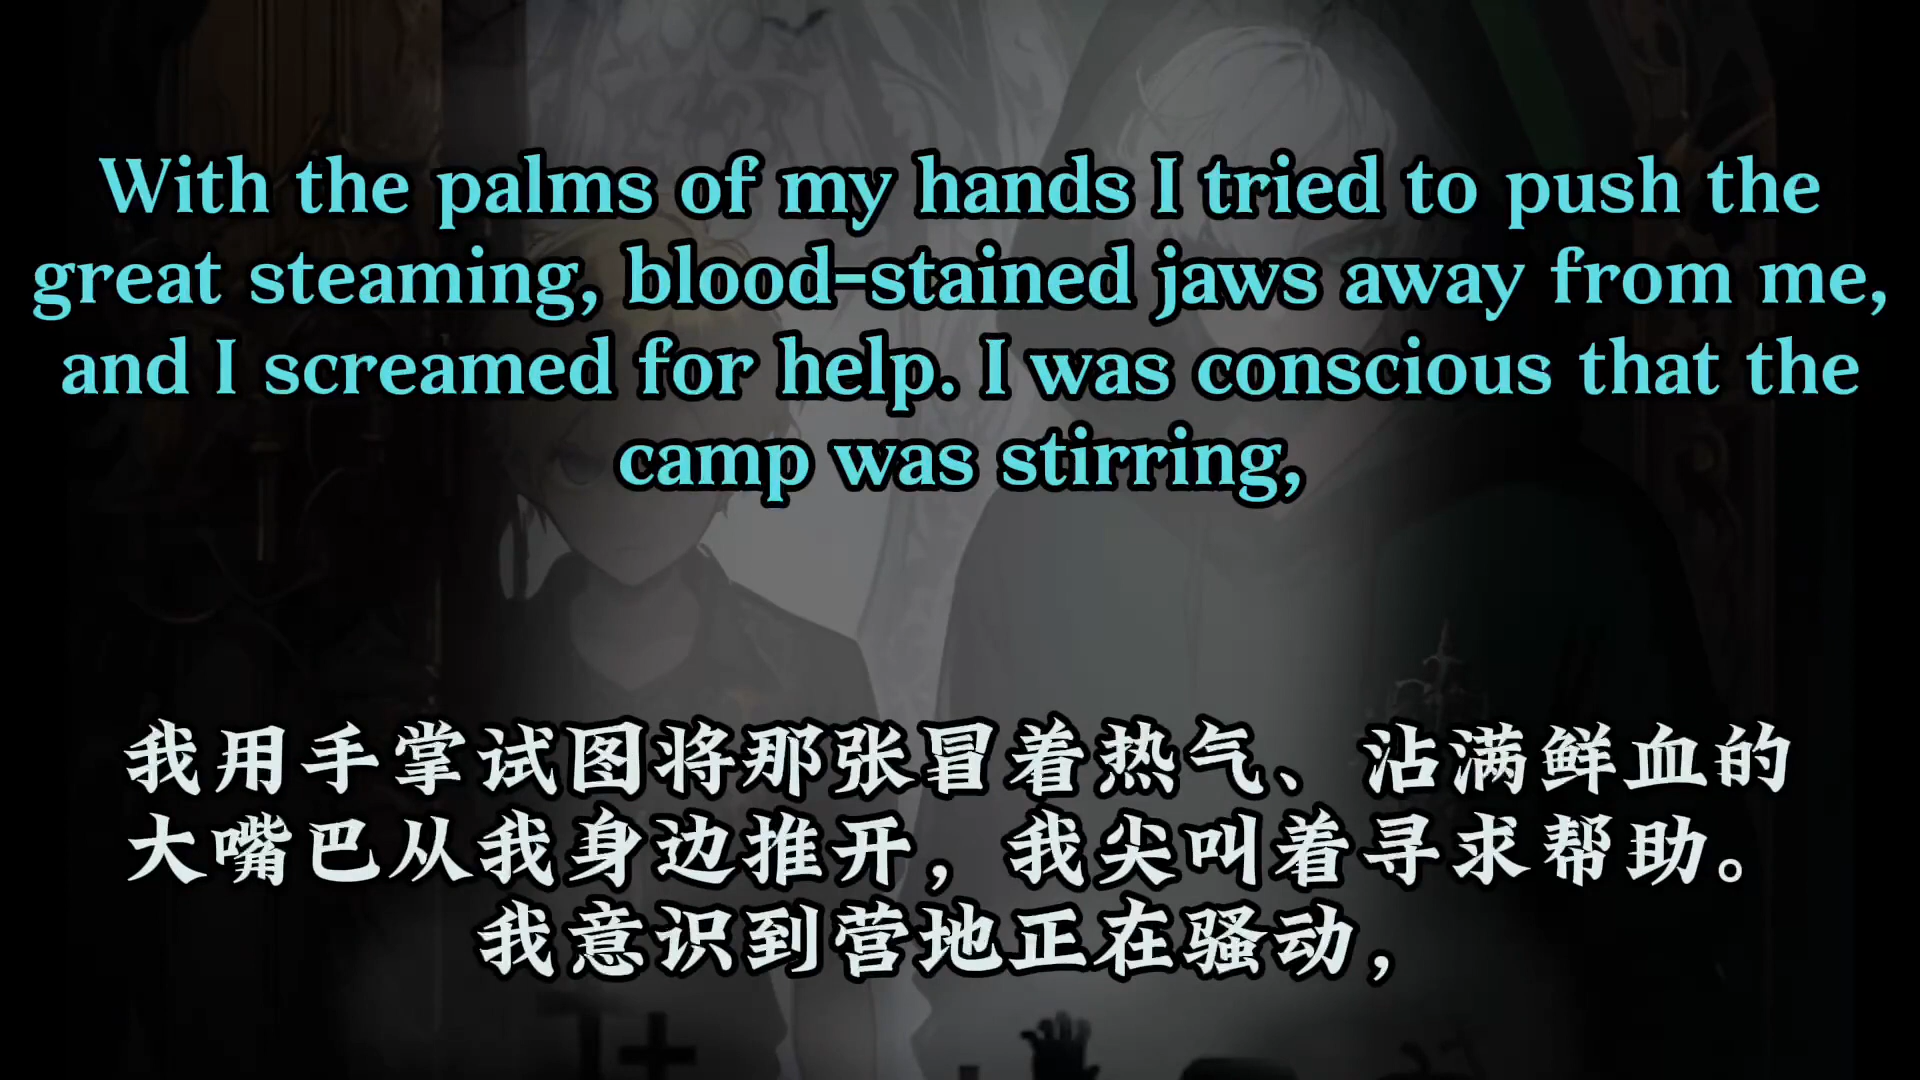 With the palms of my hands I tried to push the
great steaming, blood-stained jaws away from me,
and I screamed for help. I was conscious that the
camp was stirring,
我用手掌试图将那张冒着热气、沾满鲜血的
大嘴巴从我身边推开，我尖叫着寻求帮助。
我意识到营地正在骚动，